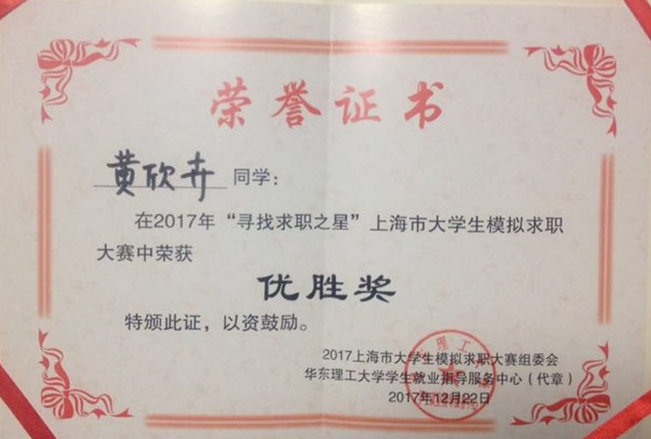 荣誉证书
黄欣卉 同学：
在2017年“寻找求职之星”上海市大学生模拟求职
大赛中荣获
优胜奖
特颁此证，以资鼓励。
2017上海市大学生模拟求职大赛组委会
华东理工大学学生就业指导服务中心（代章）
2017年12月22日